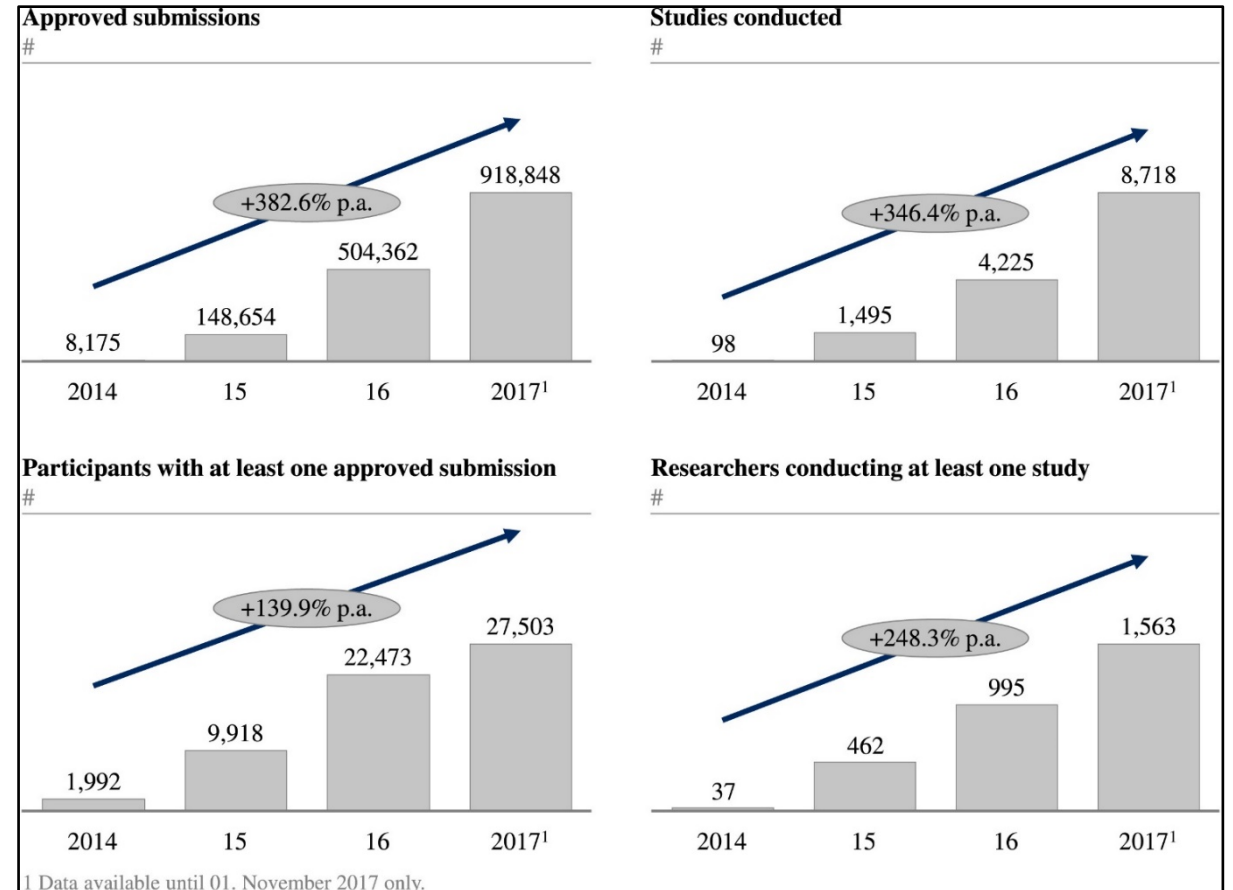 Approved submissions
#
+382.6% p.a.
918,848
504,362
148,654
8,175
2014 15 16 2017¹
Studies conducted
#
+346.4% p.a.
8,718
4,225
1,495
98
2014 15 16 2017¹
Participants with at least one approved submission
#
+139.9% p.a.
27,503
22,473
9,918
1,992
2014 15 16 2017¹
Researchers conducting at least one study
#
+248.3% p.a.
1,563
995
462
37
2014 15 16 2017¹
1 Data available until 01. November 2017 only.